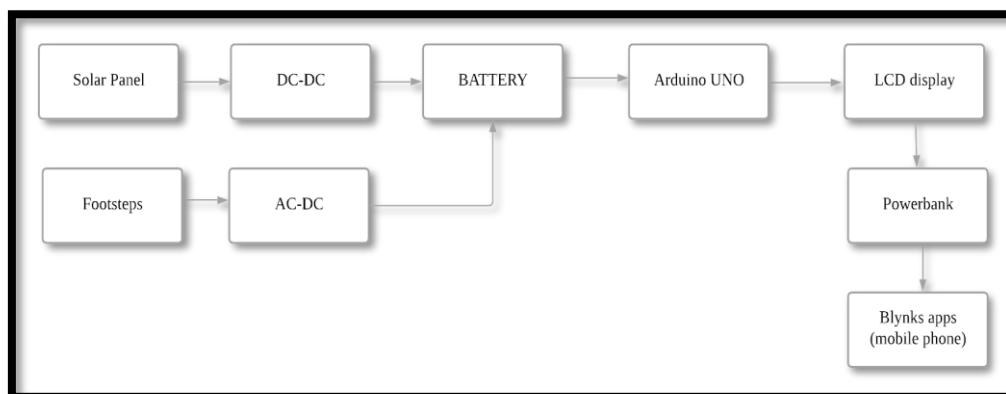 Solar Panel
DC-DC
BATTERY
Arduino UNO
LCD display
Footsteps
AC-DC
Powerbank
Blynks apps
(mobile phone)